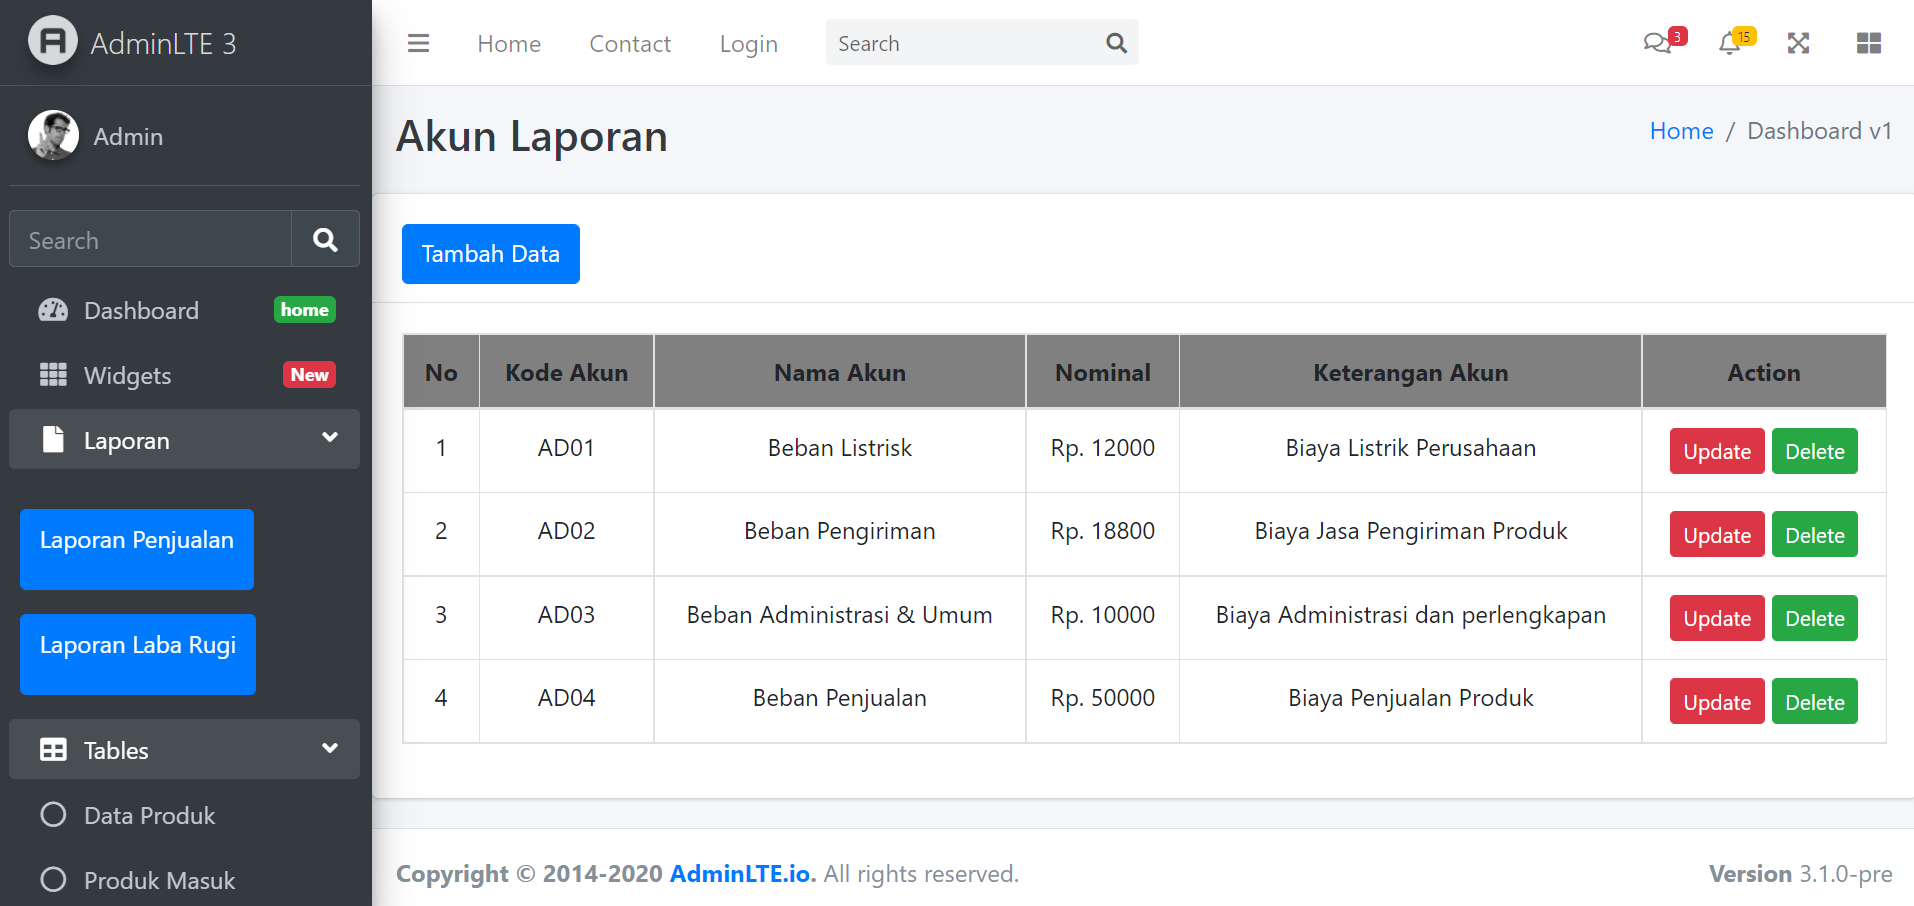 AdminLTE 3
Home
Contact
Login
Search
3
15
Admin
Search
Dashboard
home
Widgets
New
Laporan
Laporan Penjualan
Laporan Laba Rugi
Tables
Data Produk
Produk Masuk
Akun Laporan
Home / Dashboard v1
Tambah Data
No Kode Akun Nama Akun Nominal Keterangan Akun Action
1 AD01 Beban Listrisk Rp. 12000 Biaya Listrik Perusahaan Update Delete
2 AD02 Beban Pengiriman Rp. 18800 Biaya Jasa Pengiriman Produk Update Delete
3 AD03 Beban Administrasi & Umum Rp. 10000 Biaya Administrasi dan perlengkapan Update Delete
4 AD04 Beban Penjualan Rp. 50000 Biaya Penjualan Produk Update Delete
Copyright © 2014-2020 AdminLTE.io. All rights reserved.
Version 3.1.0-pre